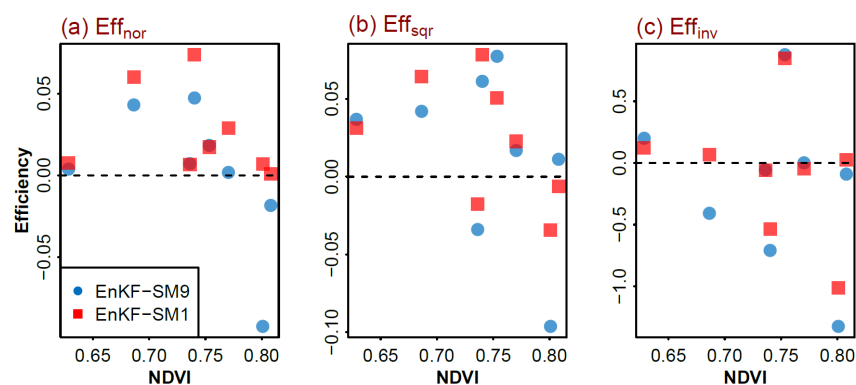 (a) Effnor
(b) Effsqr
(c) Effinv
Efficiency
0.05
0.00
−0.05
0.05
0.00
−0.10
0.5
0.0
−0.5
−1.0
EnKF−SM9
EnKF−SM1
0.65 0.70 0.75 0.80
0.65 0.70 0.75 0.80
0.65 0.70 0.75 0.80
NDVI
NDVI
NDVI